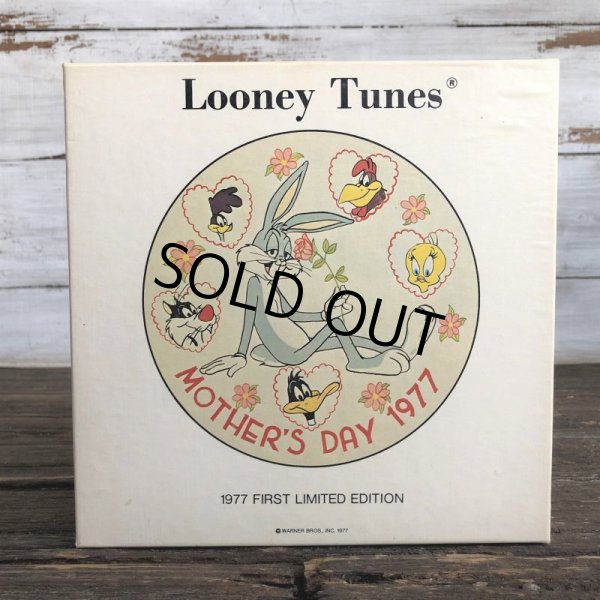 Looney Tunes®
SOLD OUT
MOTHER'S DAY 1977
1977 FIRST LIMITED EDITION
© WARNER BROS., INC. 1977